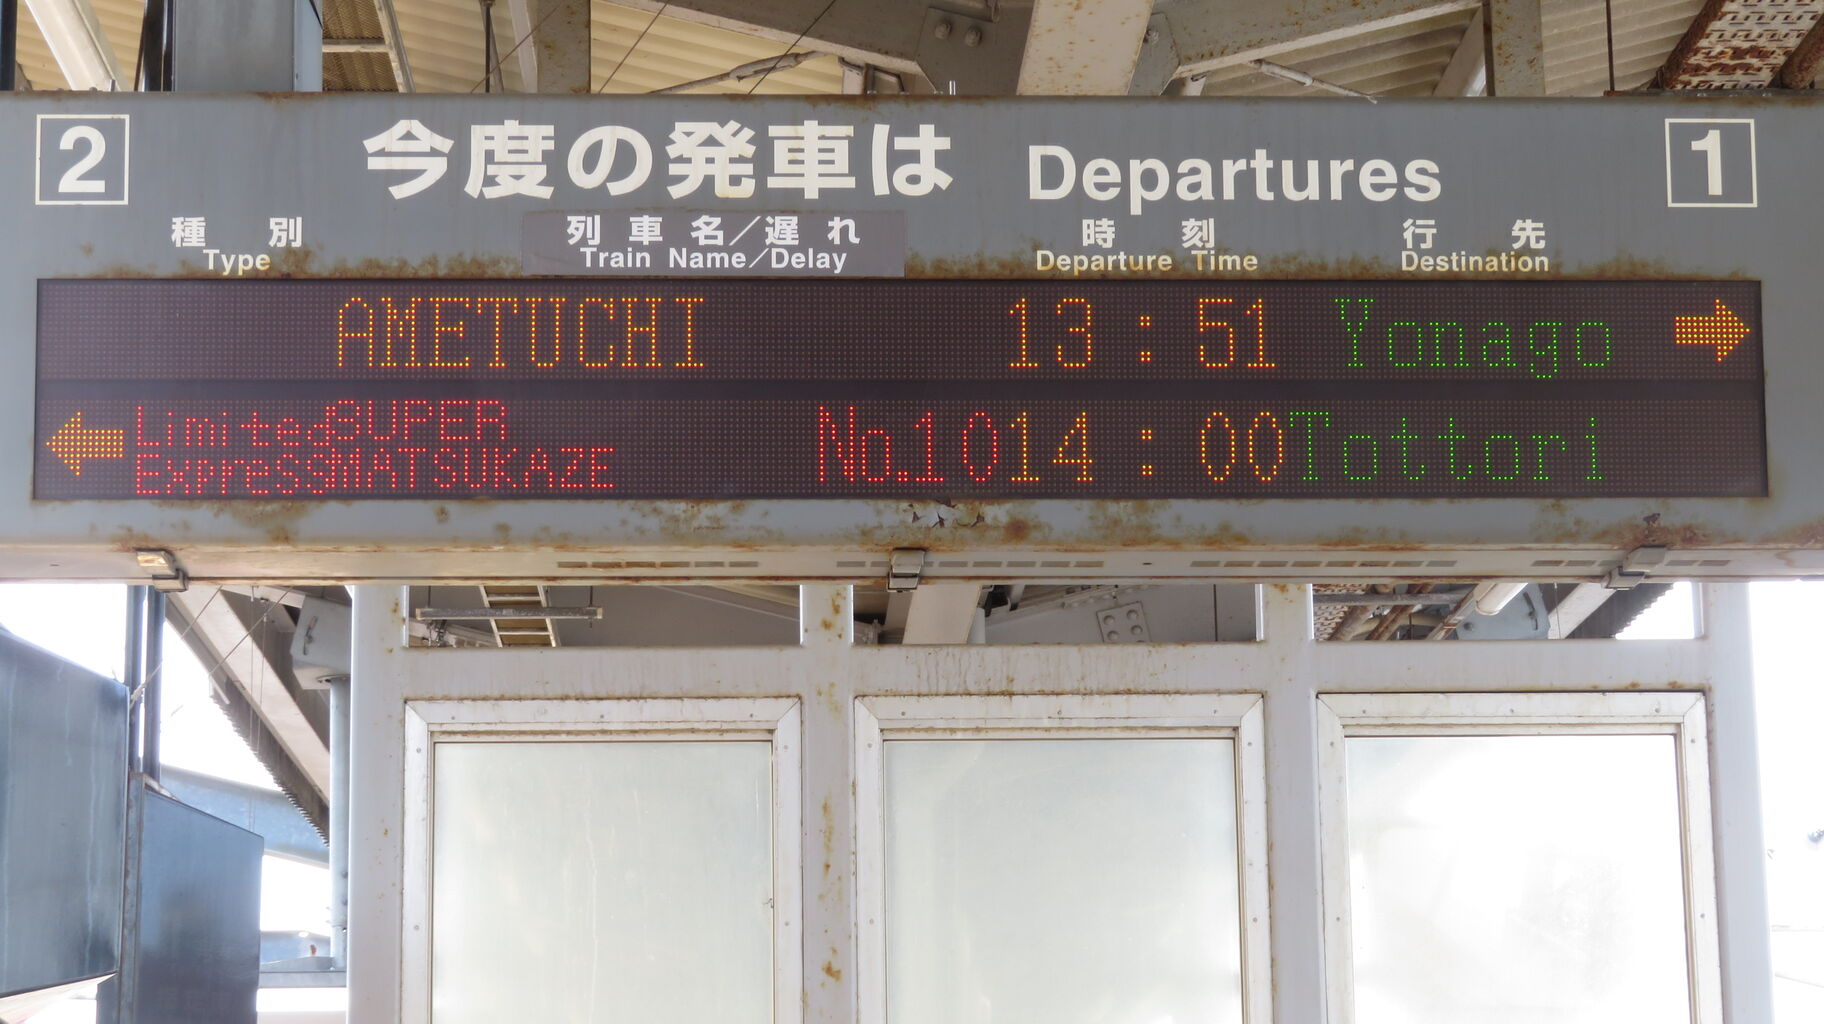 2 今度の発車は Departures 1
種別 列車名/遅れ 時刻 行先
Type Train Name/Delay Departure Time Destination
AMETUCHI 13:51 Yonago →
← Limited SUPER No.10 14:00 Tottori
Express MATSUKAZE